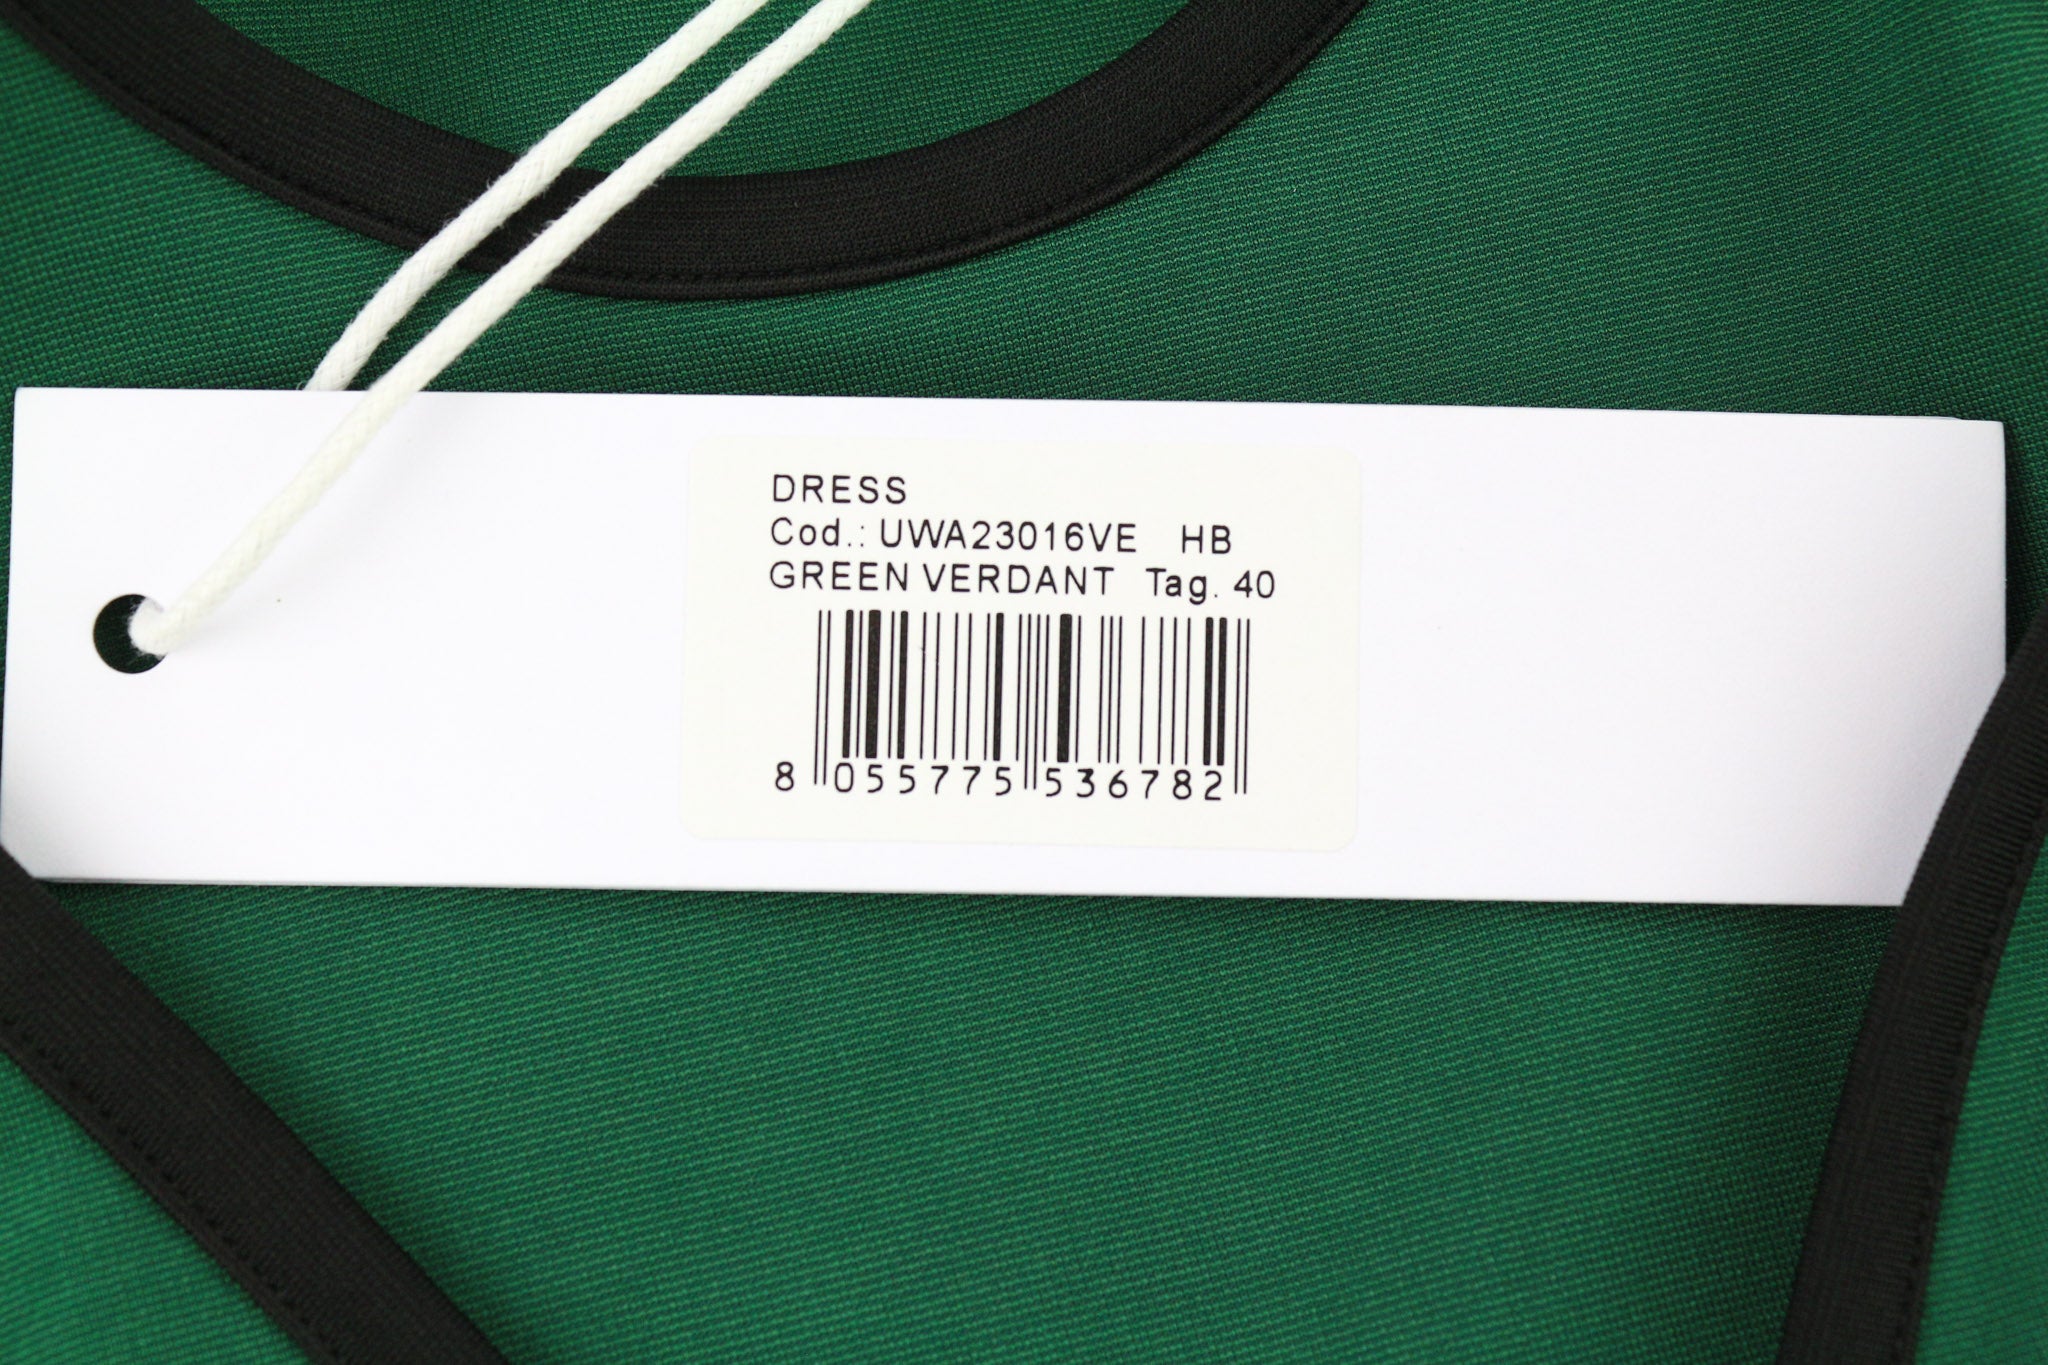 DRESS
Cod.: UWA23016VE HB
GREEN VERDANT Tag. 40
8 055775 536782